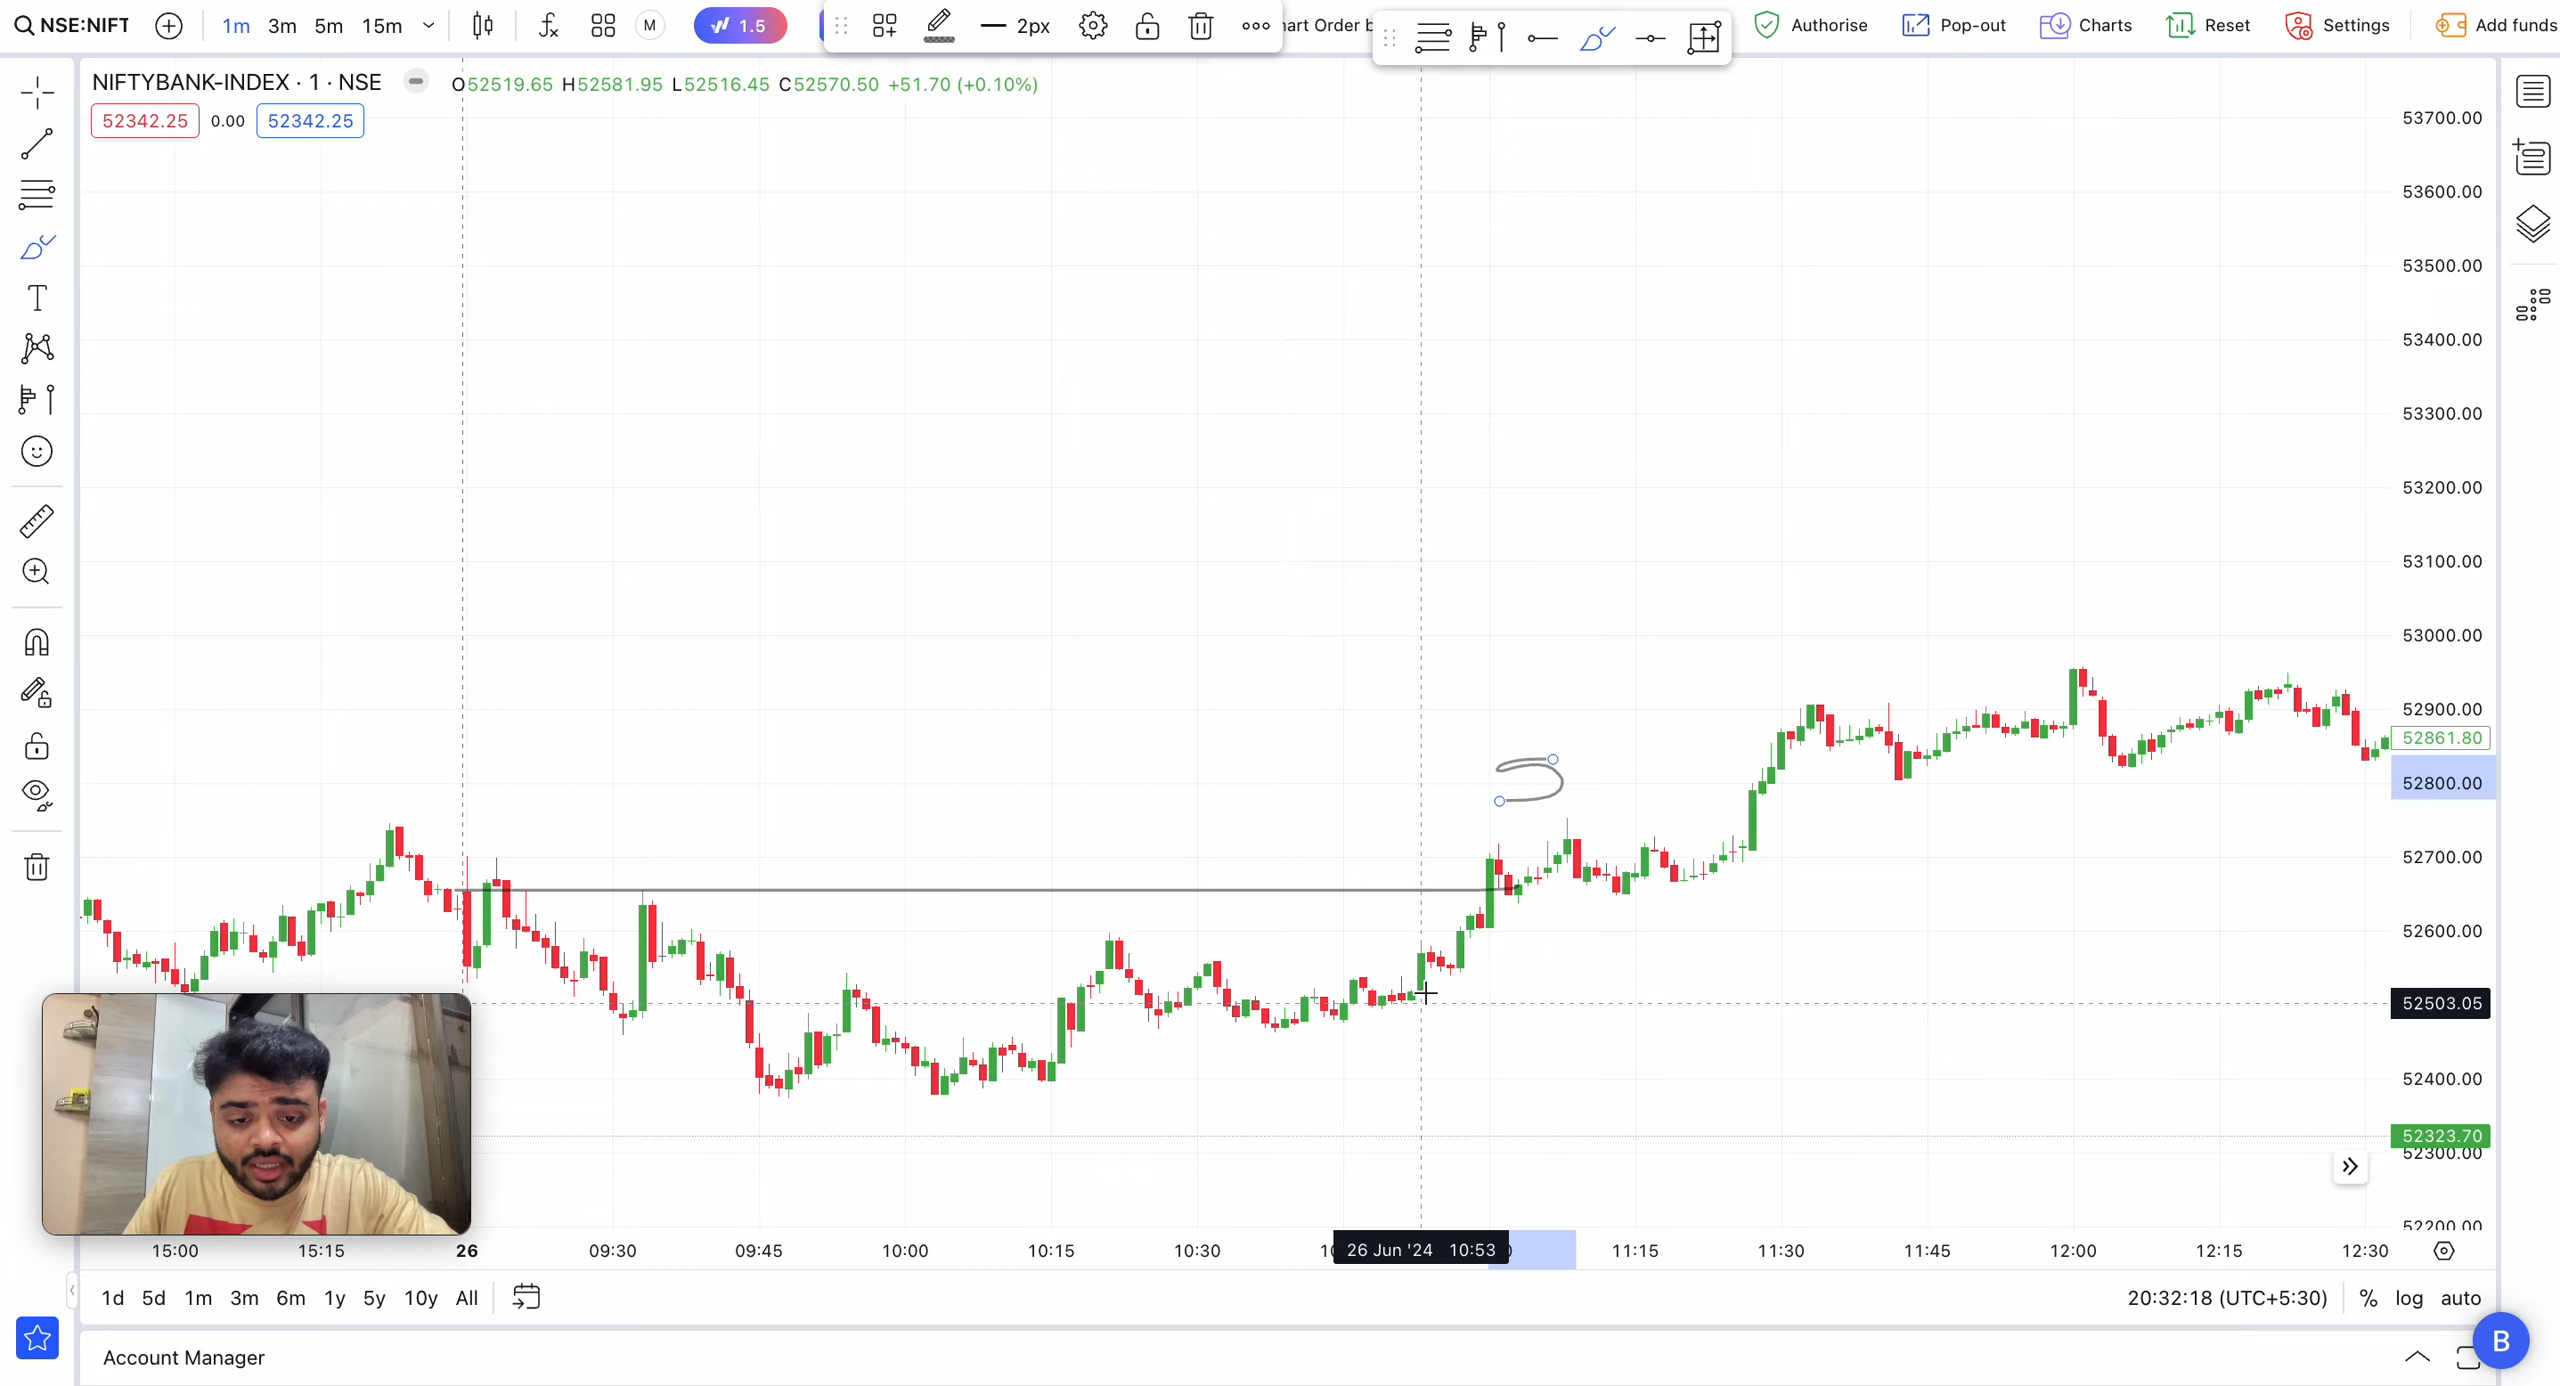 NSE:NIFT 1m 3m 5m 15m M 1.5 2px Authorise Pop-out Charts Reset Settings Add funds
NIFTYBANK-INDEX · 1 · NSE O52519.65 H52581.95 L52516.45 C52570.50 +51.70 (+0.10%)
52342.25 0.00 52342.25
53700.00
53600.00
53500.00
53400.00
53300.00
53200.00
53100.00
53000.00
52900.00
52861.80
52800.00
52700.00
52600.00
52503.05
52400.00
52323.70
52300.00
52200.00
15:00 15:15 26 09:30 09:45 10:00 10:15 10:30 26 Jun '24 10:53 11:15 11:30 11:45 12:00 12:15 12:30
1d 5d 1m 3m 6m 1y 5y 10y All 20:32:18 (UTC+5:30) % log auto
B
Account Manager